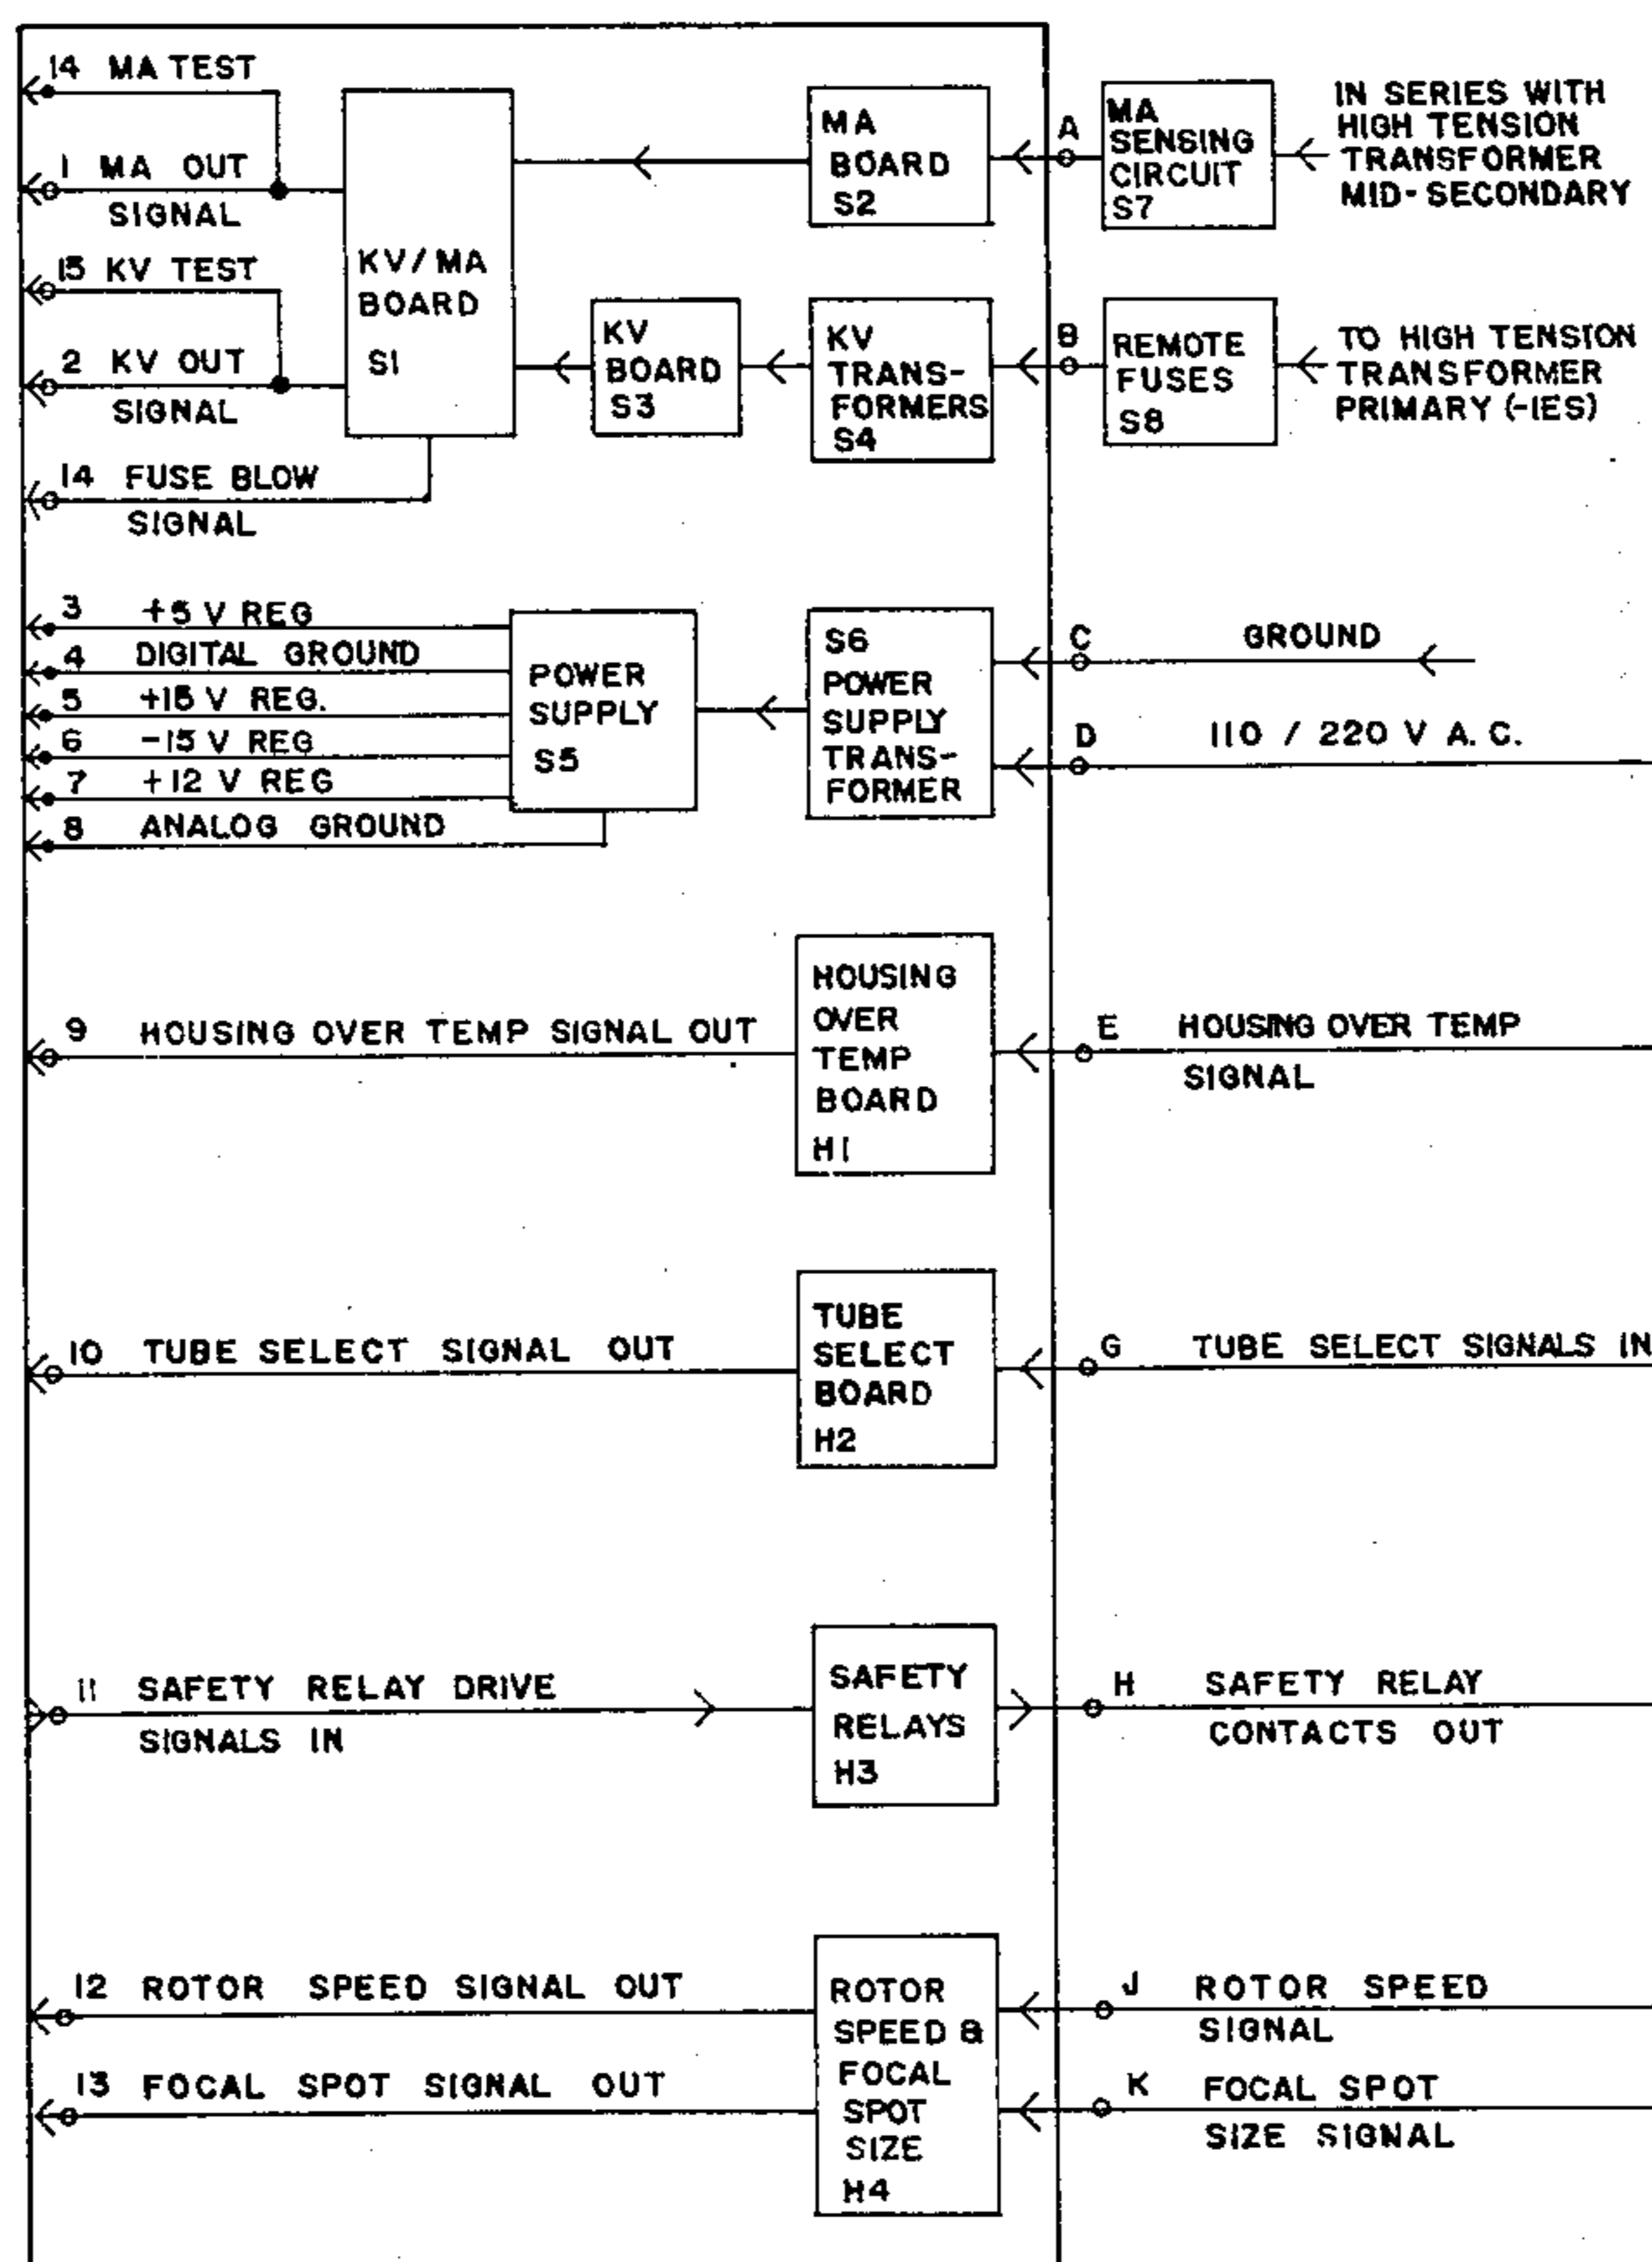 14 MA TEST
1 MA OUT
SIGNAL
15 KV TEST
2 KV OUT
SIGNAL
14 FUSE BLOW
SIGNAL
KV/MA
BOARD
S1
MA
BOARD
S2
A
MA
SENSING
CIRCUIT
S7
IN SERIES WITH
HIGH TENSION
TRANSFORMER
MID-SECONDARY
KV
BOARD
S3
KV
TRANS-
FORMERS
S4
B
REMOTE
FUSES
S8
TO HIGH TENSION
TRANSFORMER
PRIMARY (-IES)
3 +5 V REG
4 DIGITAL GROUND
5 +15 V REG.
6 -15 V REG
7 +12 V REG
8 ANALOG GROUND
POWER
SUPPLY
S5
S6
POWER
SUPPLY
TRANS-
FORMER
C GROUND
D 110 / 220 V A.C.
9 HOUSING OVER TEMP SIGNAL OUT
HOUSING
OVER
TEMP
BOARD
H1
E HOUSING OVER TEMP
SIGNAL
10 TUBE SELECT SIGNAL OUT
TUBE
SELECT
BOARD
H2
G TUBE SELECT SIGNALS IN
11 SAFETY RELAY DRIVE
SIGNALS IN
SAFETY
RELAYS
H3
H SAFETY RELAY
CONTACTS OUT
12 ROTOR SPEED SIGNAL OUT
13 FOCAL SPOT SIGNAL OUT
ROTOR
SPEED &
FOCAL
SPOT
SIZE
H4
J ROTOR SPEED
SIGNAL
K FOCAL SPOT
SIZE SIGNAL